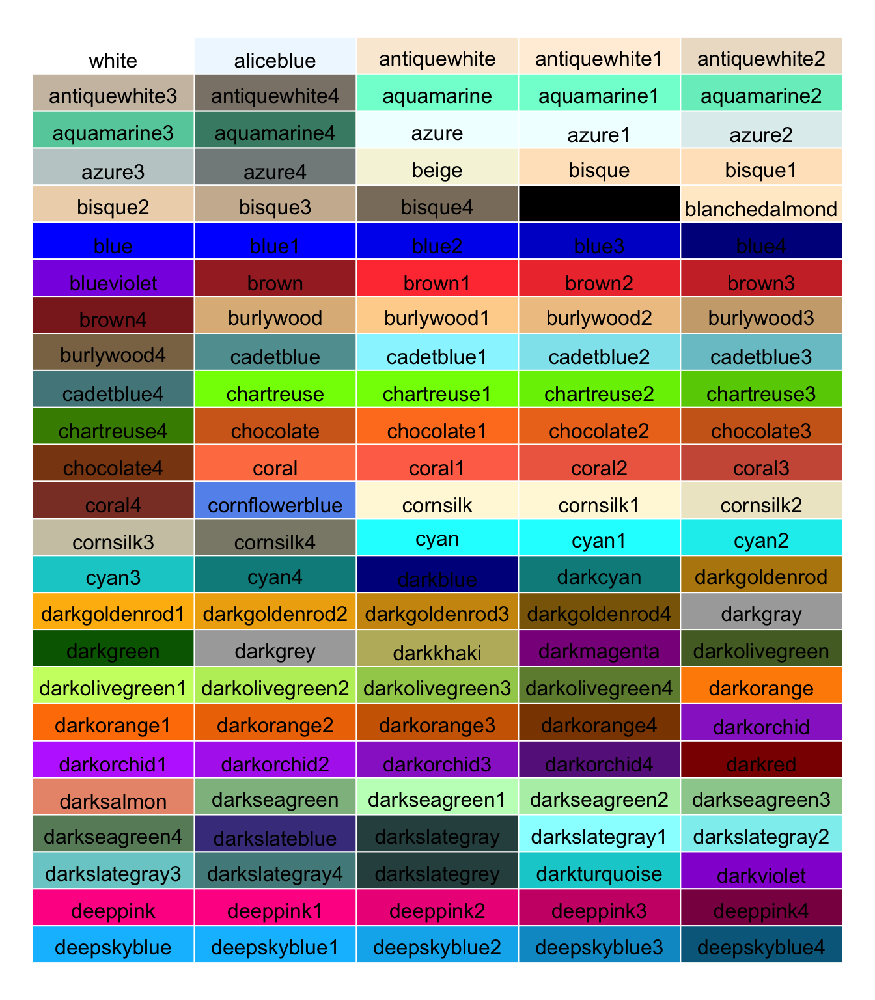 white aliceblue antiquewhite antiquewhite1 antiquewhite2
antiquewhite3 antiquewhite4 aquamarine aquamarine1 aquamarine2
aquamarine3 aquamarine4 azure azure1 azure2
azure3 azure4 beige bisque bisque1
bisque2 bisque3 bisque4 blanchedalmond
blue blue1 blue2 blue3 blue4
blueviolet brown brown1 brown2 brown3
brown4 burlywood burlywood1 burlywood2 burlywood3
burlywood4 cadetblue cadetblue1 cadetblue2 cadetblue3
cadetblue4 chartreuse chartreuse1 chartreuse2 chartreuse3
chartreuse4 chocolate chocolate1 chocolate2 chocolate3
chocolate4 coral coral1 coral2 coral3
coral4 cornflowerblue cornsilk cornsilk1 cornsilk2
cornsilk3 cornsilk4 cyan cyan1 cyan2
cyan3 cyan4 darkblue darkcyan darkgoldenrod
darkgoldenrod1 darkgoldenrod2 darkgoldenrod3 darkgoldenrod4 darkgray
darkgreen darkgrey darkkhaki darkmagenta darkolivegreen
darkolivegreen1 darkolivegreen2 darkolivegreen3 darkolivegreen4 darkorange
darkorange1 darkorange2 darkorange3 darkorange4 darkorchid
darkorchid1 darkorchid2 darkorchid3 darkorchid4 darkred
darksalmon darkseagreen darkseagreen1 darkseagreen2 darkseagreen3
darkseagreen4 darkslateblue darkslategray darkslategray1 darkslategray2
darkslategray3 darkslategray4 darkslategrey darkturquoise darkviolet
deeppink deeppink1 deeppink2 deeppink3 deeppink4
deepskyblue deepskyblue1 deepskyblue2 deepskyblue3 deepskyblue4